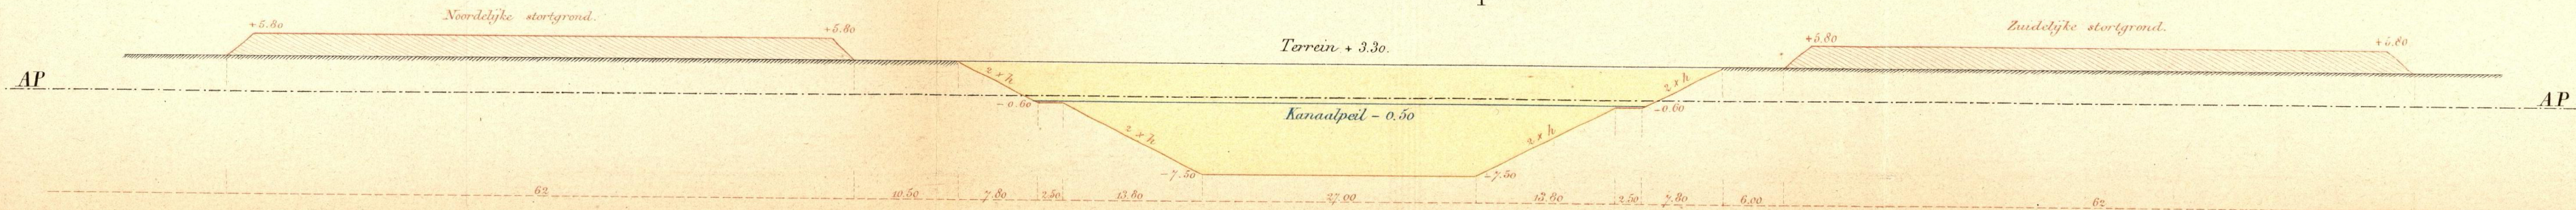 Noordelijke stortgrond.
+5.80
+5.80
Terrein + 3.30.
Zuidelijke stortgrond.
+5.80
+5.80
AP
2 x h
2 x h
-0.60
-0.60
AP
Kanaalpeil - 0.50
2 x h
2 x h
-7.50
-7.50
62
10.50
7.80
2.50
13.80
27.00
13.80
2.50
7.80
6.00
62